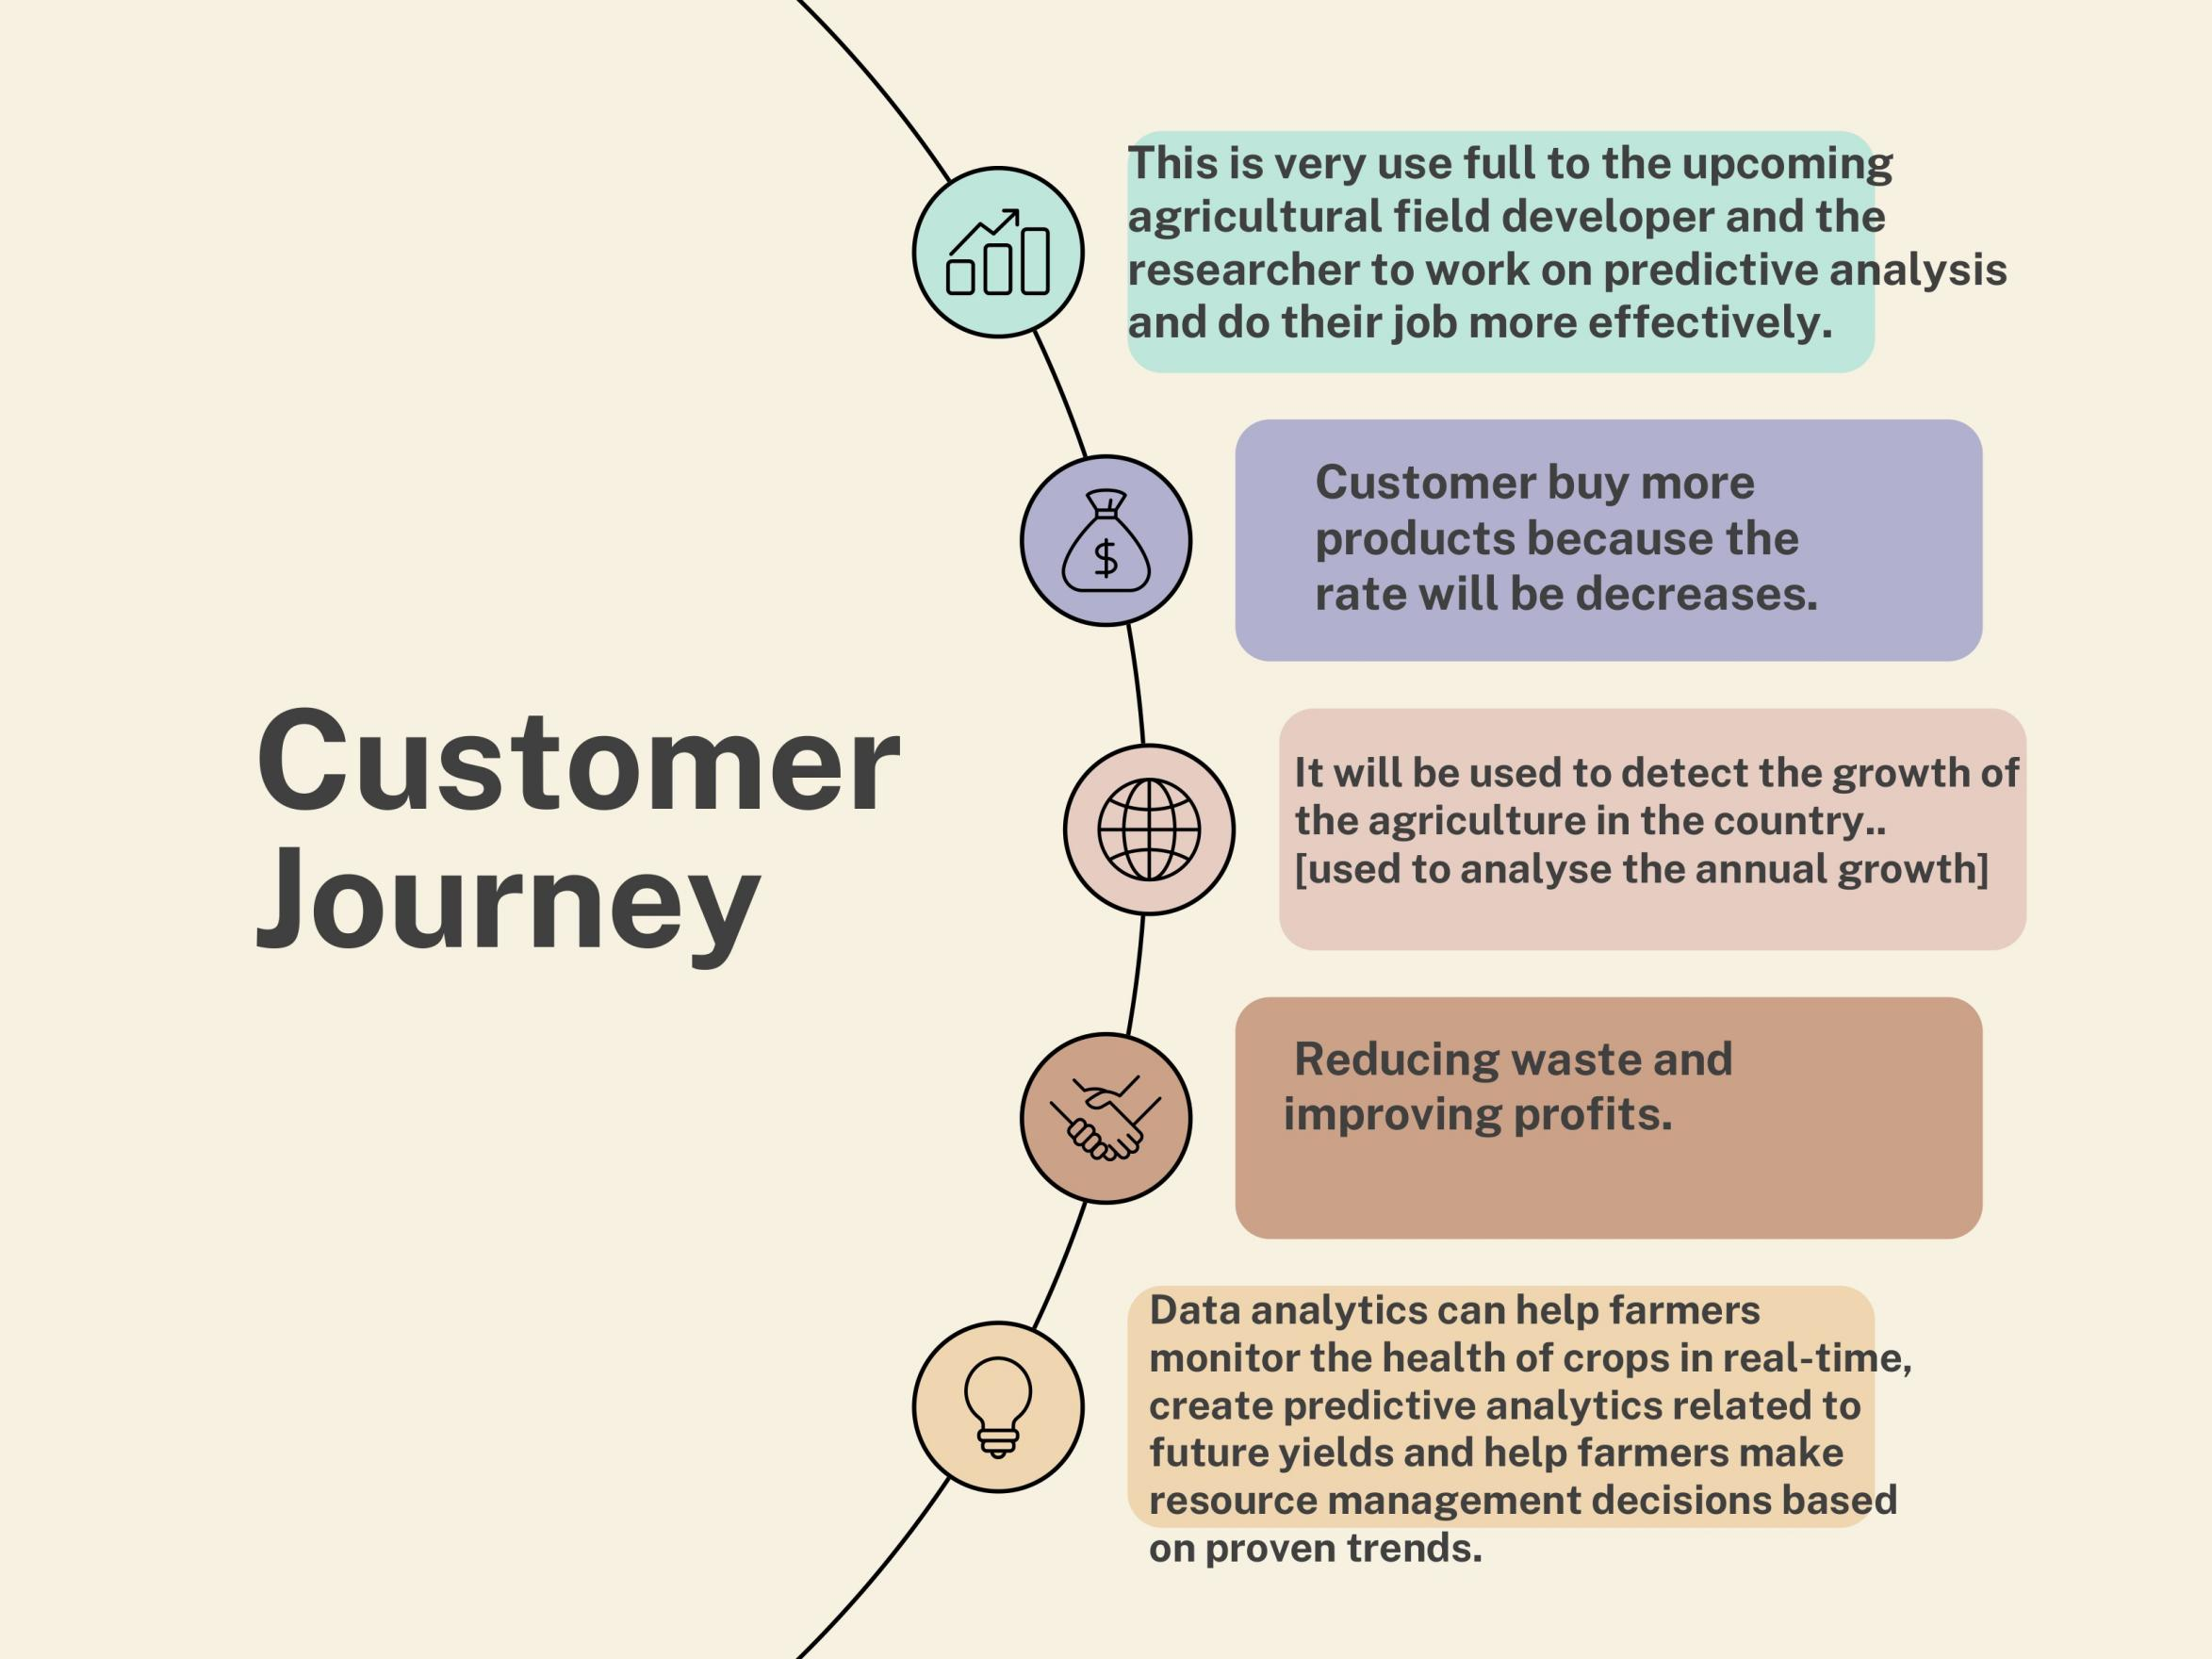 Customer
Journey
This is very use full to the upcoming
agricultural field developer and the
researcher to work on predictive analysis
and do their job more effectively.
Customer buy more
products because the
rate will be decreases.
It will be used to detect the growth of
the agriculture in the country..
[used to analyse the annual growth]
Reducing waste and
improving profits.
Data analytics can help farmers
monitor the health of crops in real-time,
create predictive analytics related to
future yields and help farmers make
resource management decisions based
on proven trends.